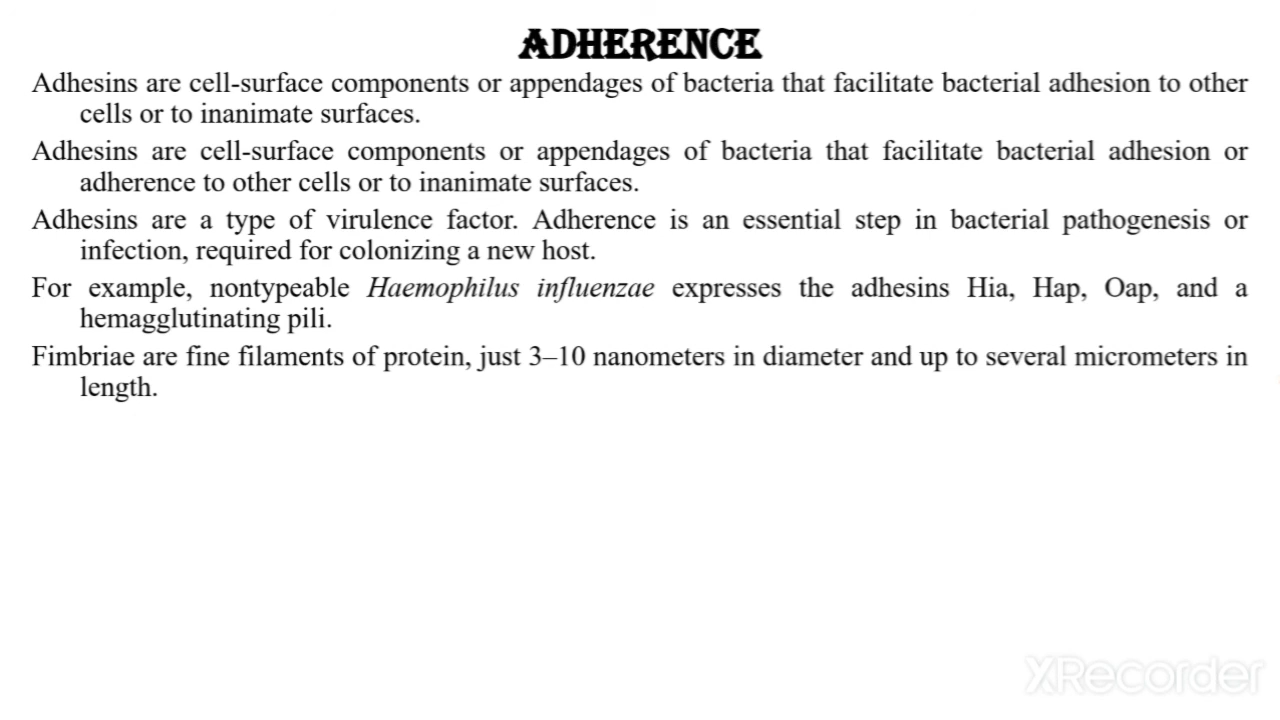 ADHERENCE
Adhesins are cell-surface components or appendages of bacteria that facilitate bacterial adhesion to other
cells or to inanimate surfaces.
Adhesins are cell-surface components or appendages of bacteria that facilitate bacterial adhesion or
adherence to other cells or to inanimate surfaces.
Adhesins are a type of virulence factor. Adherence is an essential step in bacterial pathogenesis or
infection, required for colonizing a new host.
For example, nontypeable Haemophilus influenzae expresses the adhesins Hia, Hap, Oap, and a
hemagglutinating pili.
Fimbriae are fine filaments of protein, just 3–10 nanometers in diameter and up to several micrometers in
length.
XRecorder